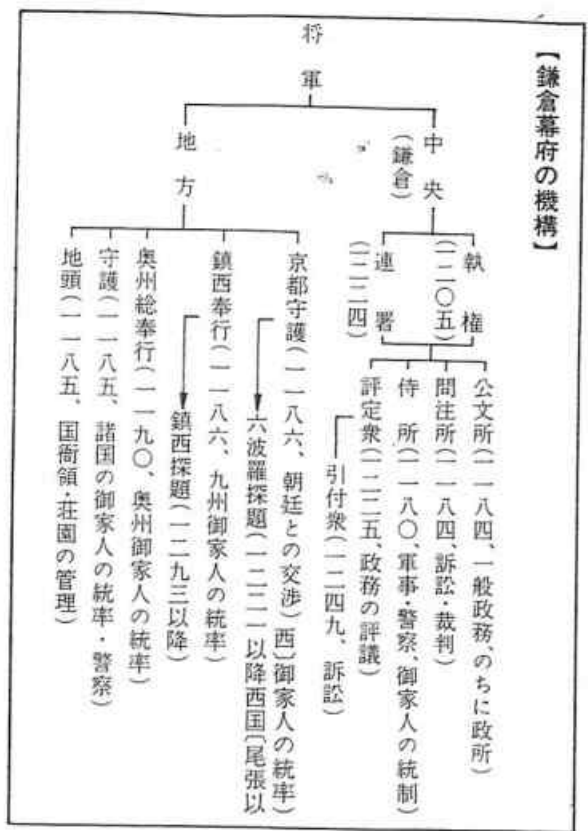 【鎌倉幕府の機構】
将軍
中央
(鎌倉)
執権
(一二〇五)
連署
(一二二四)
公文所(一一八四、一般政務、のちに政所)
問注所(一一八四、訴訟・裁判)
侍所(一一八〇、軍事・警察、御家人の統制)
評定衆(一二二五、政務の評議)
引付衆(一二四九、訴訟)
地方
京都守護(一一八六、朝廷との交渉)
六波羅探題(一二二一以降西国〔尾張以
西〕御家人の統率)
鎮西奉行(一一八六、九州御家人の統率)
鎮西探題(一二九三以降)
奥州総奉行(一一九〇、奥州御家人の統率)
守護(一一八五、諸国の御家人の統率・警察)
地頭(一一八五、国衙領・荘園の管理)